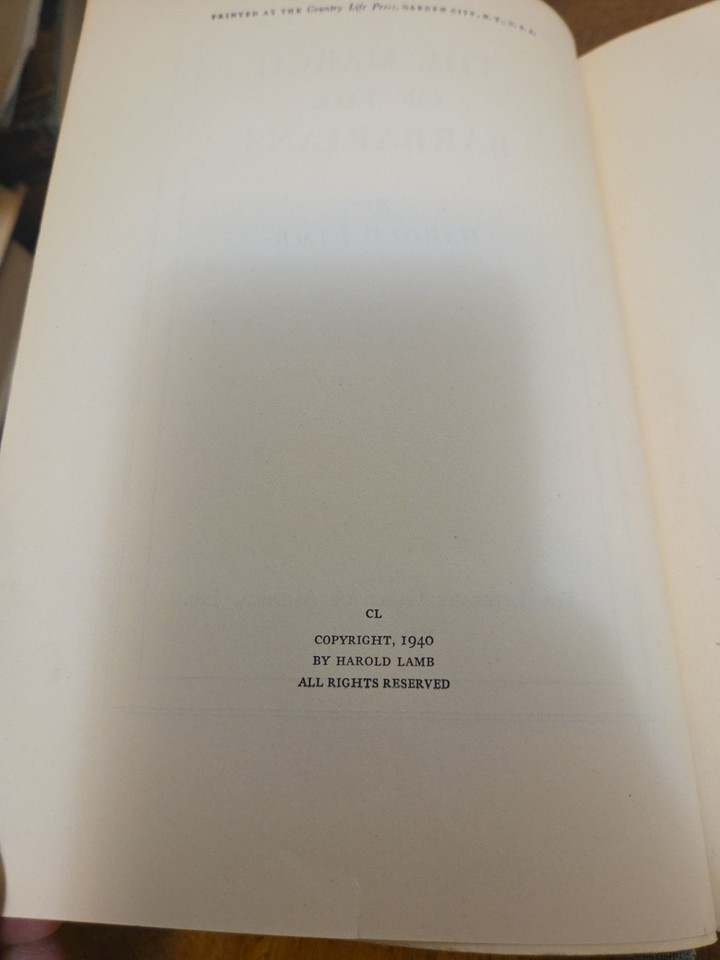 PRINTED AT THE Country Life Press, GARDEN CITY, N. Y., U. S. A.
CL
COPYRIGHT, 1940
BY HAROLD LAMB
ALL RIGHTS RESERVED